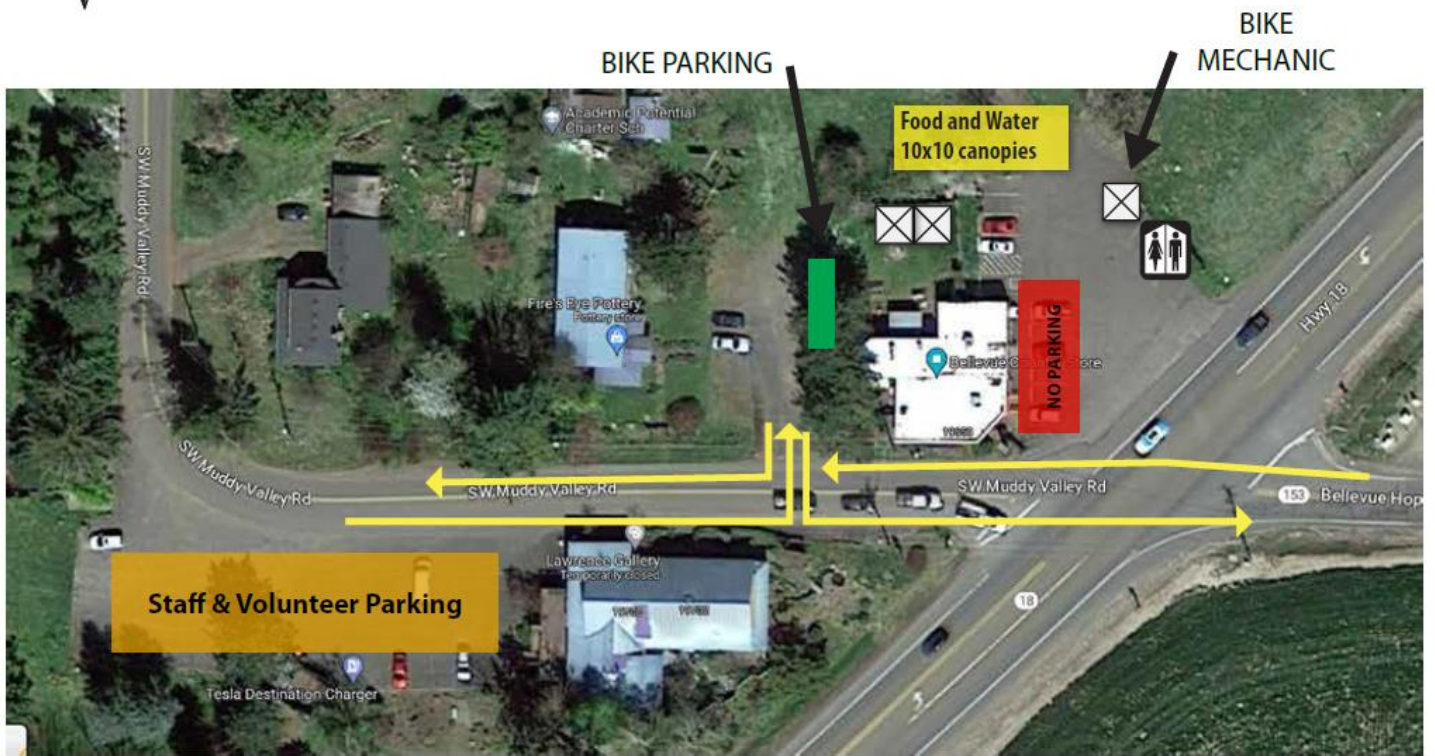 BIKE
MECHANIC
BIKE PARKING
Academic Potential
Charter Sch
Food and Water
10x10 canopies
SW Muddy Valley Rd
Fire's Eye Pottery
Pottery store
NO PARKING
Hwy 18
SW Muddy Valley Rd
SW Muddy Valley Rd
SW Muddy Valley Rd
153
Bellevue Hop
Lawrence Gallery
Temporarily closed
18
Staff & Volunteer Parking
Tesla Destination Charger